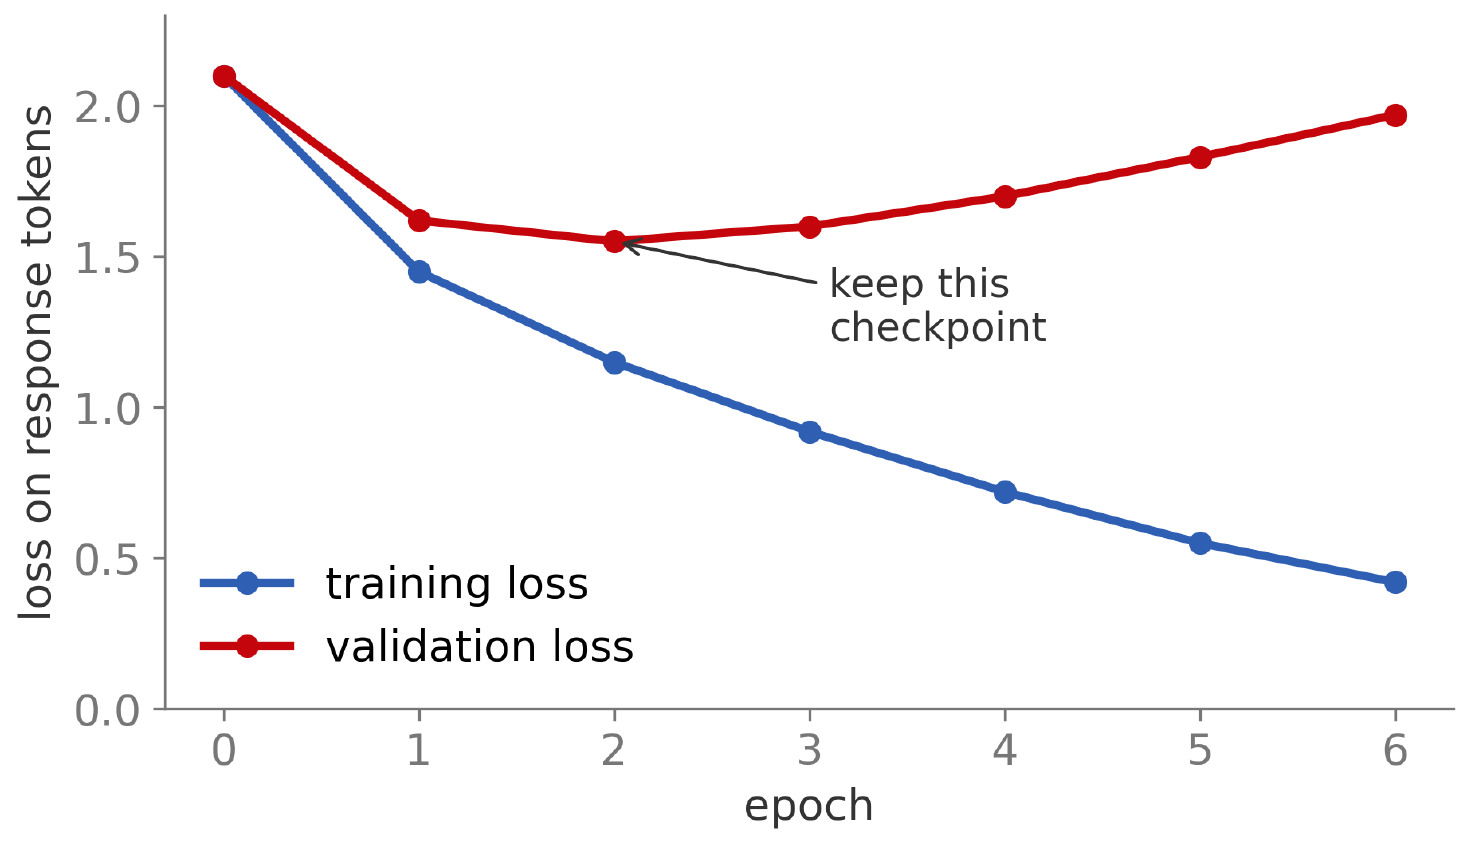 loss on response tokens
2.0
1.5
1.0
0.5
0.0
keep this
checkpoint
training loss
validation loss
0 1 2 3 4 5 6
epoch